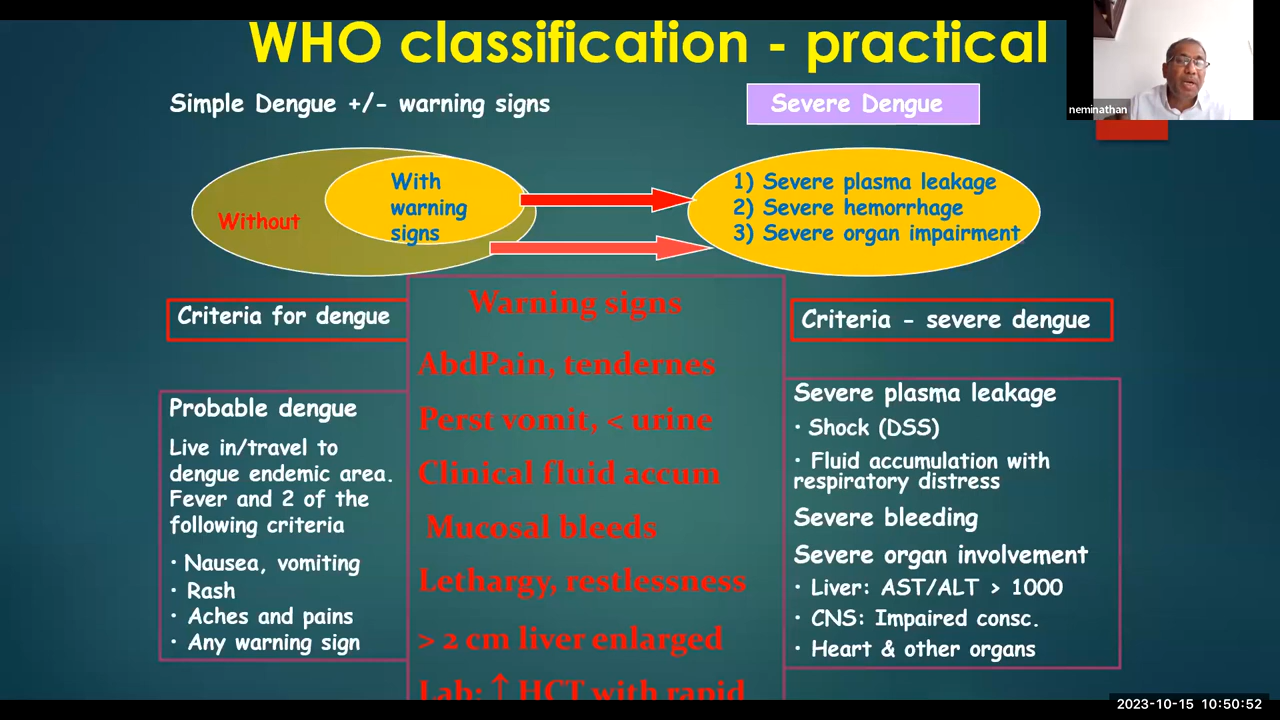 WHO classification - practical
neminathan
Simple Dengue +/- warning signs
Severe Dengue
Without
With
warning
signs
1) Severe plasma leakage
2) Severe hemorrhage
3) Severe organ impairment
Criteria for dengue
Probable dengue
Live in/travel to
dengue endemic area.
Fever and 2 of the
following criteria
• Nausea, vomiting
• Rash
• Aches and pains
• Any warning sign
Warning signs
AbdPain, tendernes
Perst vomit, < urine
Clinical fluid accum
Mucosal bleeds
Lethargy, restlessness
> 2 cm liver enlarged
Lab: ↑ HCT with rapid
Criteria - severe dengue
Severe plasma leakage
• Shock (DSS)
• Fluid accumulation with
respiratory distress
Severe bleeding
Severe organ involvement
• Liver: AST/ALT > 1000
• CNS: Impaired consc.
• Heart & other organs
2023-10-15 10:50:52